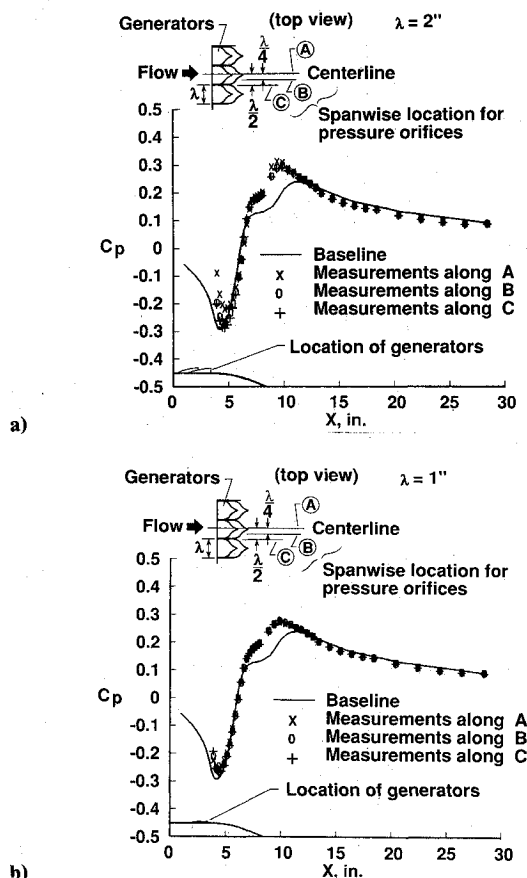 Generators
(top view)
λ = 2"
λ/4
A
Flow
Centerline
λ
C
B
λ/2
Spanwise location for
pressure orifices
0.5
0.4
0.3
0.2
0.1
0
-0.1
-0.2
-0.3
-0.4
-0.5
Cp
Baseline
x Measurements along A
o Measurements along B
+ Measurements along C
Location of generators
0 5 10 15 20 25 30
X, in.
a)
Generators
(top view)
λ = 1"
λ/4
A
Flow
Centerline
λ
C
B
λ/2
Spanwise location for
pressure orifices
0.5
0.4
0.3
0.2
0.1
0
-0.1
-0.2
-0.3
-0.4
-0.5
Cp
Baseline
x Measurements along A
o Measurements along B
+ Measurements along C
Location of generators
0 5 10 15 20 25 30
X, in.
b)